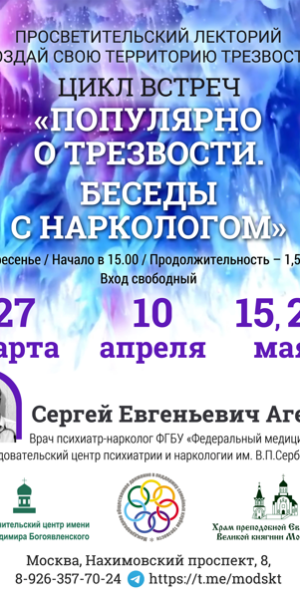 ПРОСВЕТИТЕЛЬСКИЙ ЛЕКТОРИЙ
ОЗДАЙ СВОЮ ТЕРРИТОРИЮ ТРЕЗВОСТ
ЦИКЛ ВСТРЕЧ
«ПОПУЛЯРНО
О ТРЕЗВОСТИ.
БЕСЕДЫ
С НАРКОЛОГОМ»
ресенье / Начало в 15.00 / Продолжительность – 1,5
Вход свободный
27 10 15, 2
арта апреля мая
Сергей Евгеньевич Аге
Врач психиатр-нарколог ФГБУ «Федеральный медици
довательский центр психиатрии и наркологии им. В.П.Серб
ительский центр имени
димира Богоявленского
Храм преподобной Ев
Великой княгини Мо
Москва, Нахимовский проспект, 8,
8-926-357-70-24 https://t.me/modskt